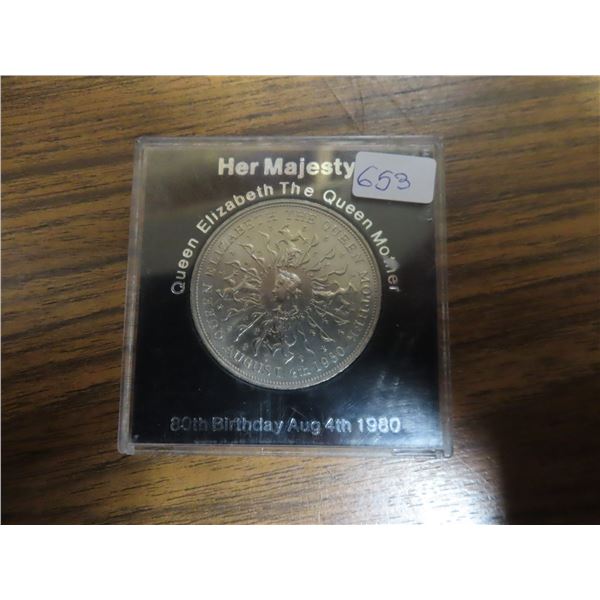 Her Majesty
653
Queen Elizabeth The Queen Mother
QUEEN ELIZABETH THE QUEEN MOTHER
AUGUST 4TH 1980
80th Birthday Aug 4th 1980